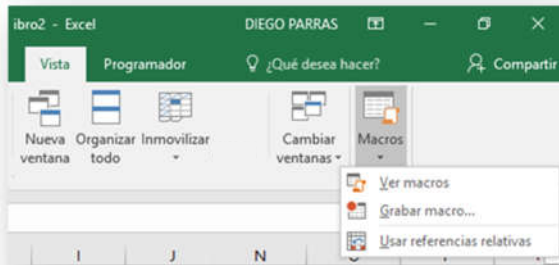 ibro2 - Excel DIEGO PARRAS
Vista Programador ¿Qué desea hacer? Compartir
Nueva ventana Organizar todo Inmovilizar Cambiar ventanas Macros
Ver macros
Grabar macro...
Usar referencias relativas
I J N